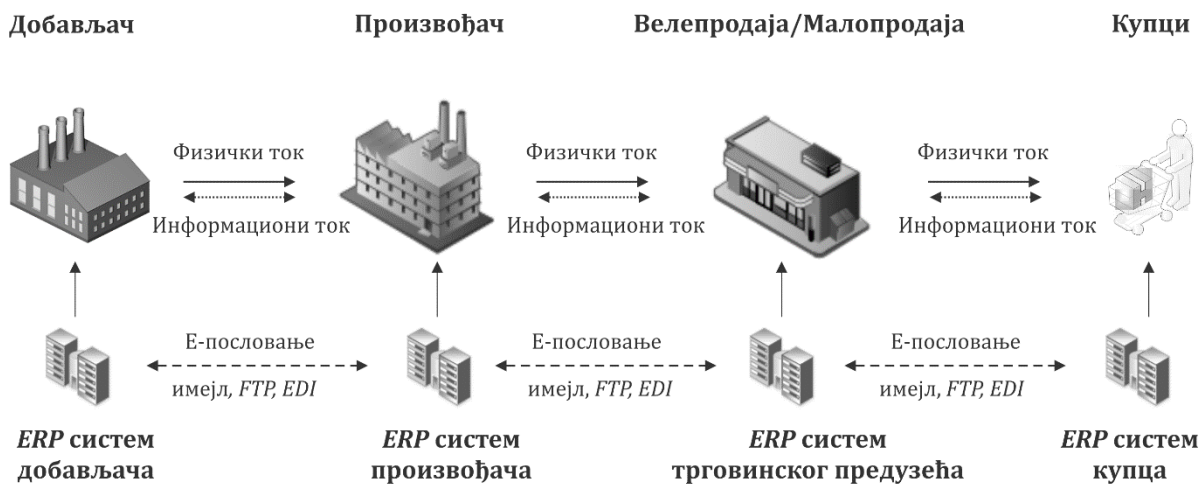 Добављач
Произвођач
Велепродаја/Малопродаја
Купци
Физички ток
Физички ток
Физички ток
Информациони ток
Информациони ток
Информациони ток
Е-пословање
Е-пословање
Е-пословање
имејл, FTP, EDI
имејл, FTP, EDI
имејл, FTP, EDI
ERP систем
добављача
ERP систем
произвођача
ERP систем
трговинског предузећа
ERP систем
купца